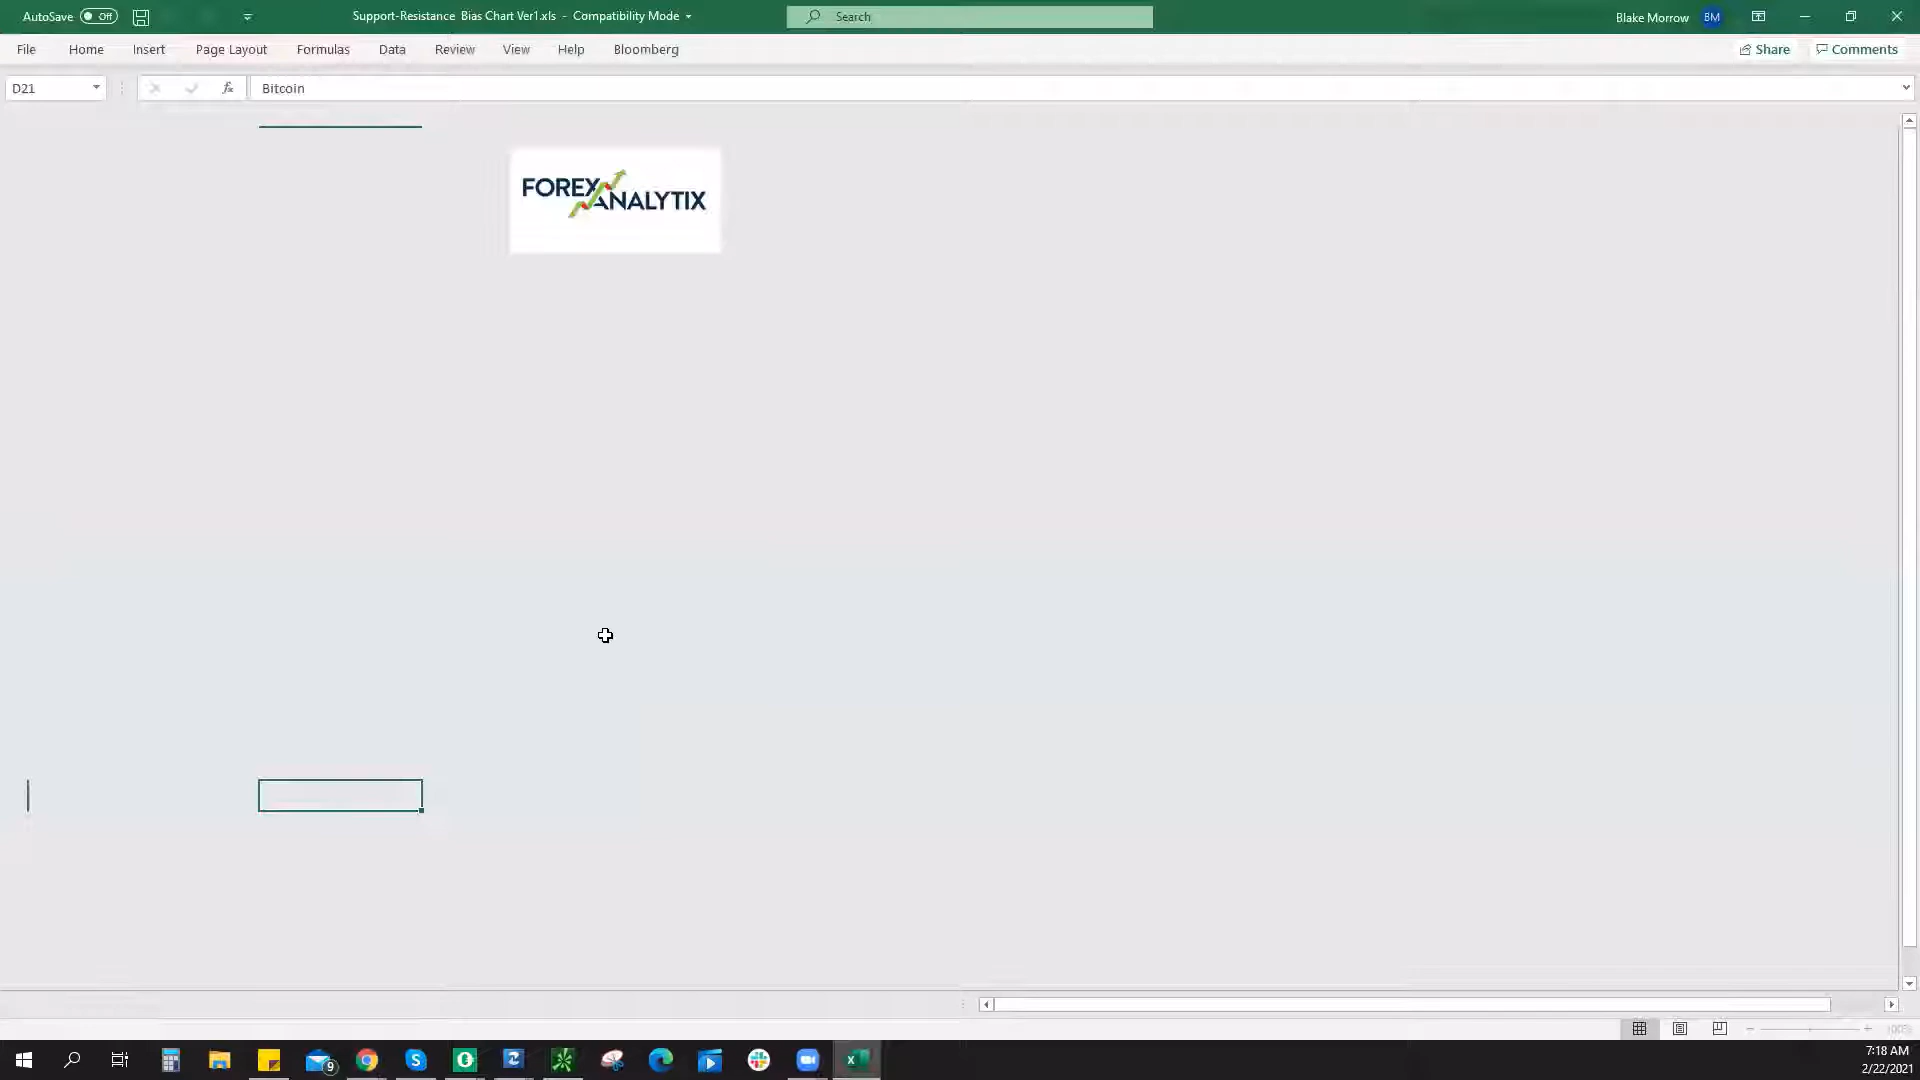 AutoSave Off Support-Resistance Bias Chart Ver1.xls - Compatibility Mode Search Blake Morrow BM
File Home Insert Page Layout Formulas Data Review View Help Bloomberg Share Comments
D21 fx Bitcoin
FOREX
ANALYTIX
100%
9
7:18 AM
2/22/2021